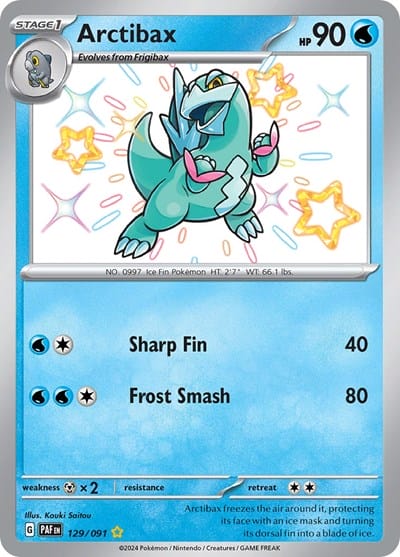 STAGE 1
Arctibax
HP 90
Evolves from Frigibax
NO. 0997 Ice Fin Pokémon HT: 2'7" WT: 66.1 lbs.
Sharp Fin 40
Frost Smash 80
weakness ×2 resistance retreat
Illus. Kouki Saitou
G PAF EN 129/091
Arctibax freezes the air around it, protecting
its face with an ice mask and turning
its dorsal fin into a blade of ice.
©2024 Pokémon / Nintendo / Creatures / GAME FREAK